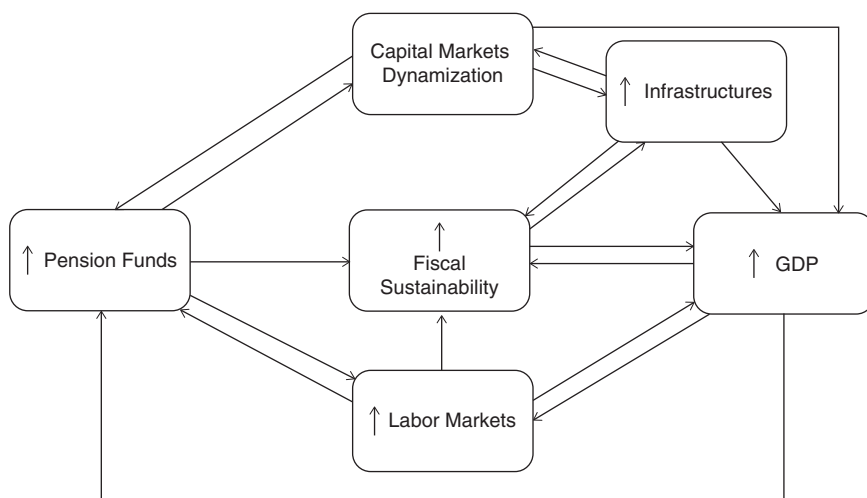 Capital Markets
Dynamization
↑ Infrastructures
↑ Pension Funds
↑
Fiscal
Sustainability
↑ GDP
↑ Labor Markets